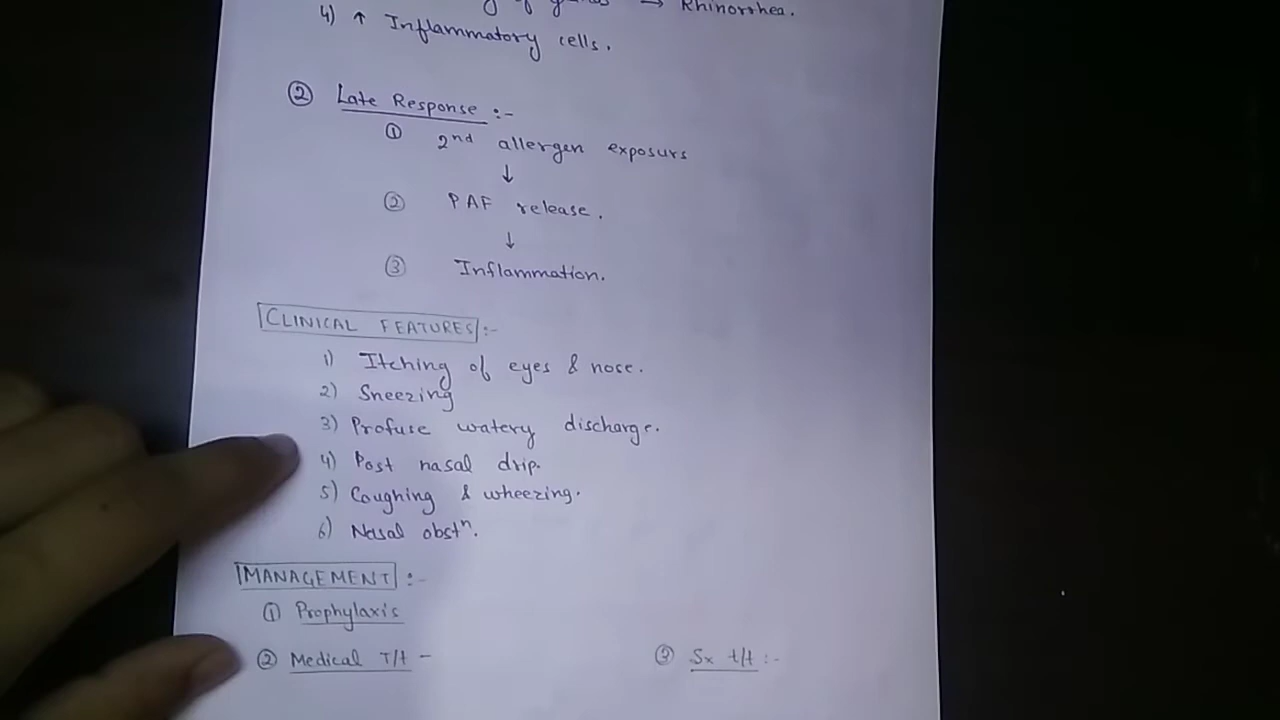 → Rhinorrhea.
4) ↑ Inflammatory cells.
② Late Response :-
① 2nd allergen exposurs
↓
② PAF release.
↓
③ Inflammation.
CLINICAL FEATURES :-
1) Itching of eyes & nose.
2) Sneezing
3) Profuse watery discharge.
4) Post nasal drip.
5) Coughing & wheezing.
6) Nasal obstⁿ.
MANAGEMENT :-
① Prophylaxis
② Medical T/t -
③ Sx t/t :-